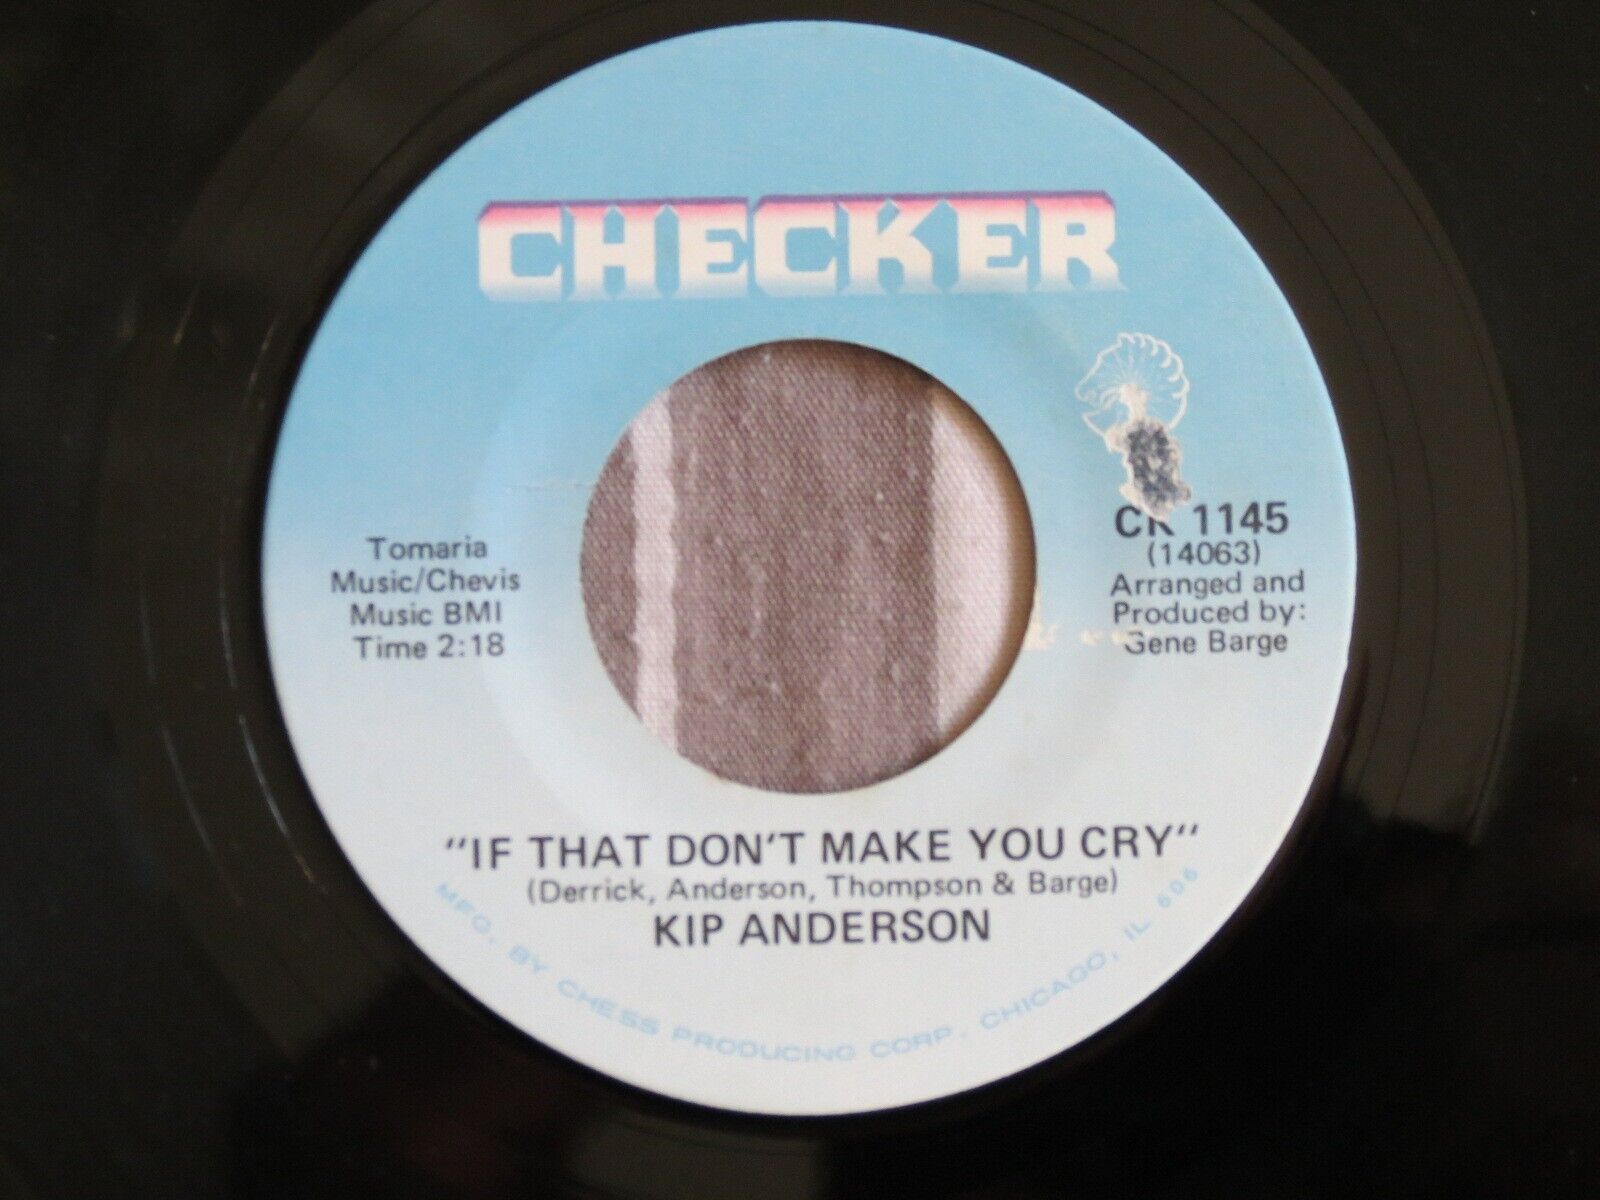 CHECKER
Tomaria
Music/Chevis
Music BMI
Time 2:18
CK 1145
(14063)
Arranged and
Produced by:
Gene Barge
"IF THAT DON'T MAKE YOU CRY"
(Derrick, Anderson, Thompson & Barge)
KIP ANDERSON
MFG. BY CHESS PRODUCING CORP. CHICAGO, IL 606